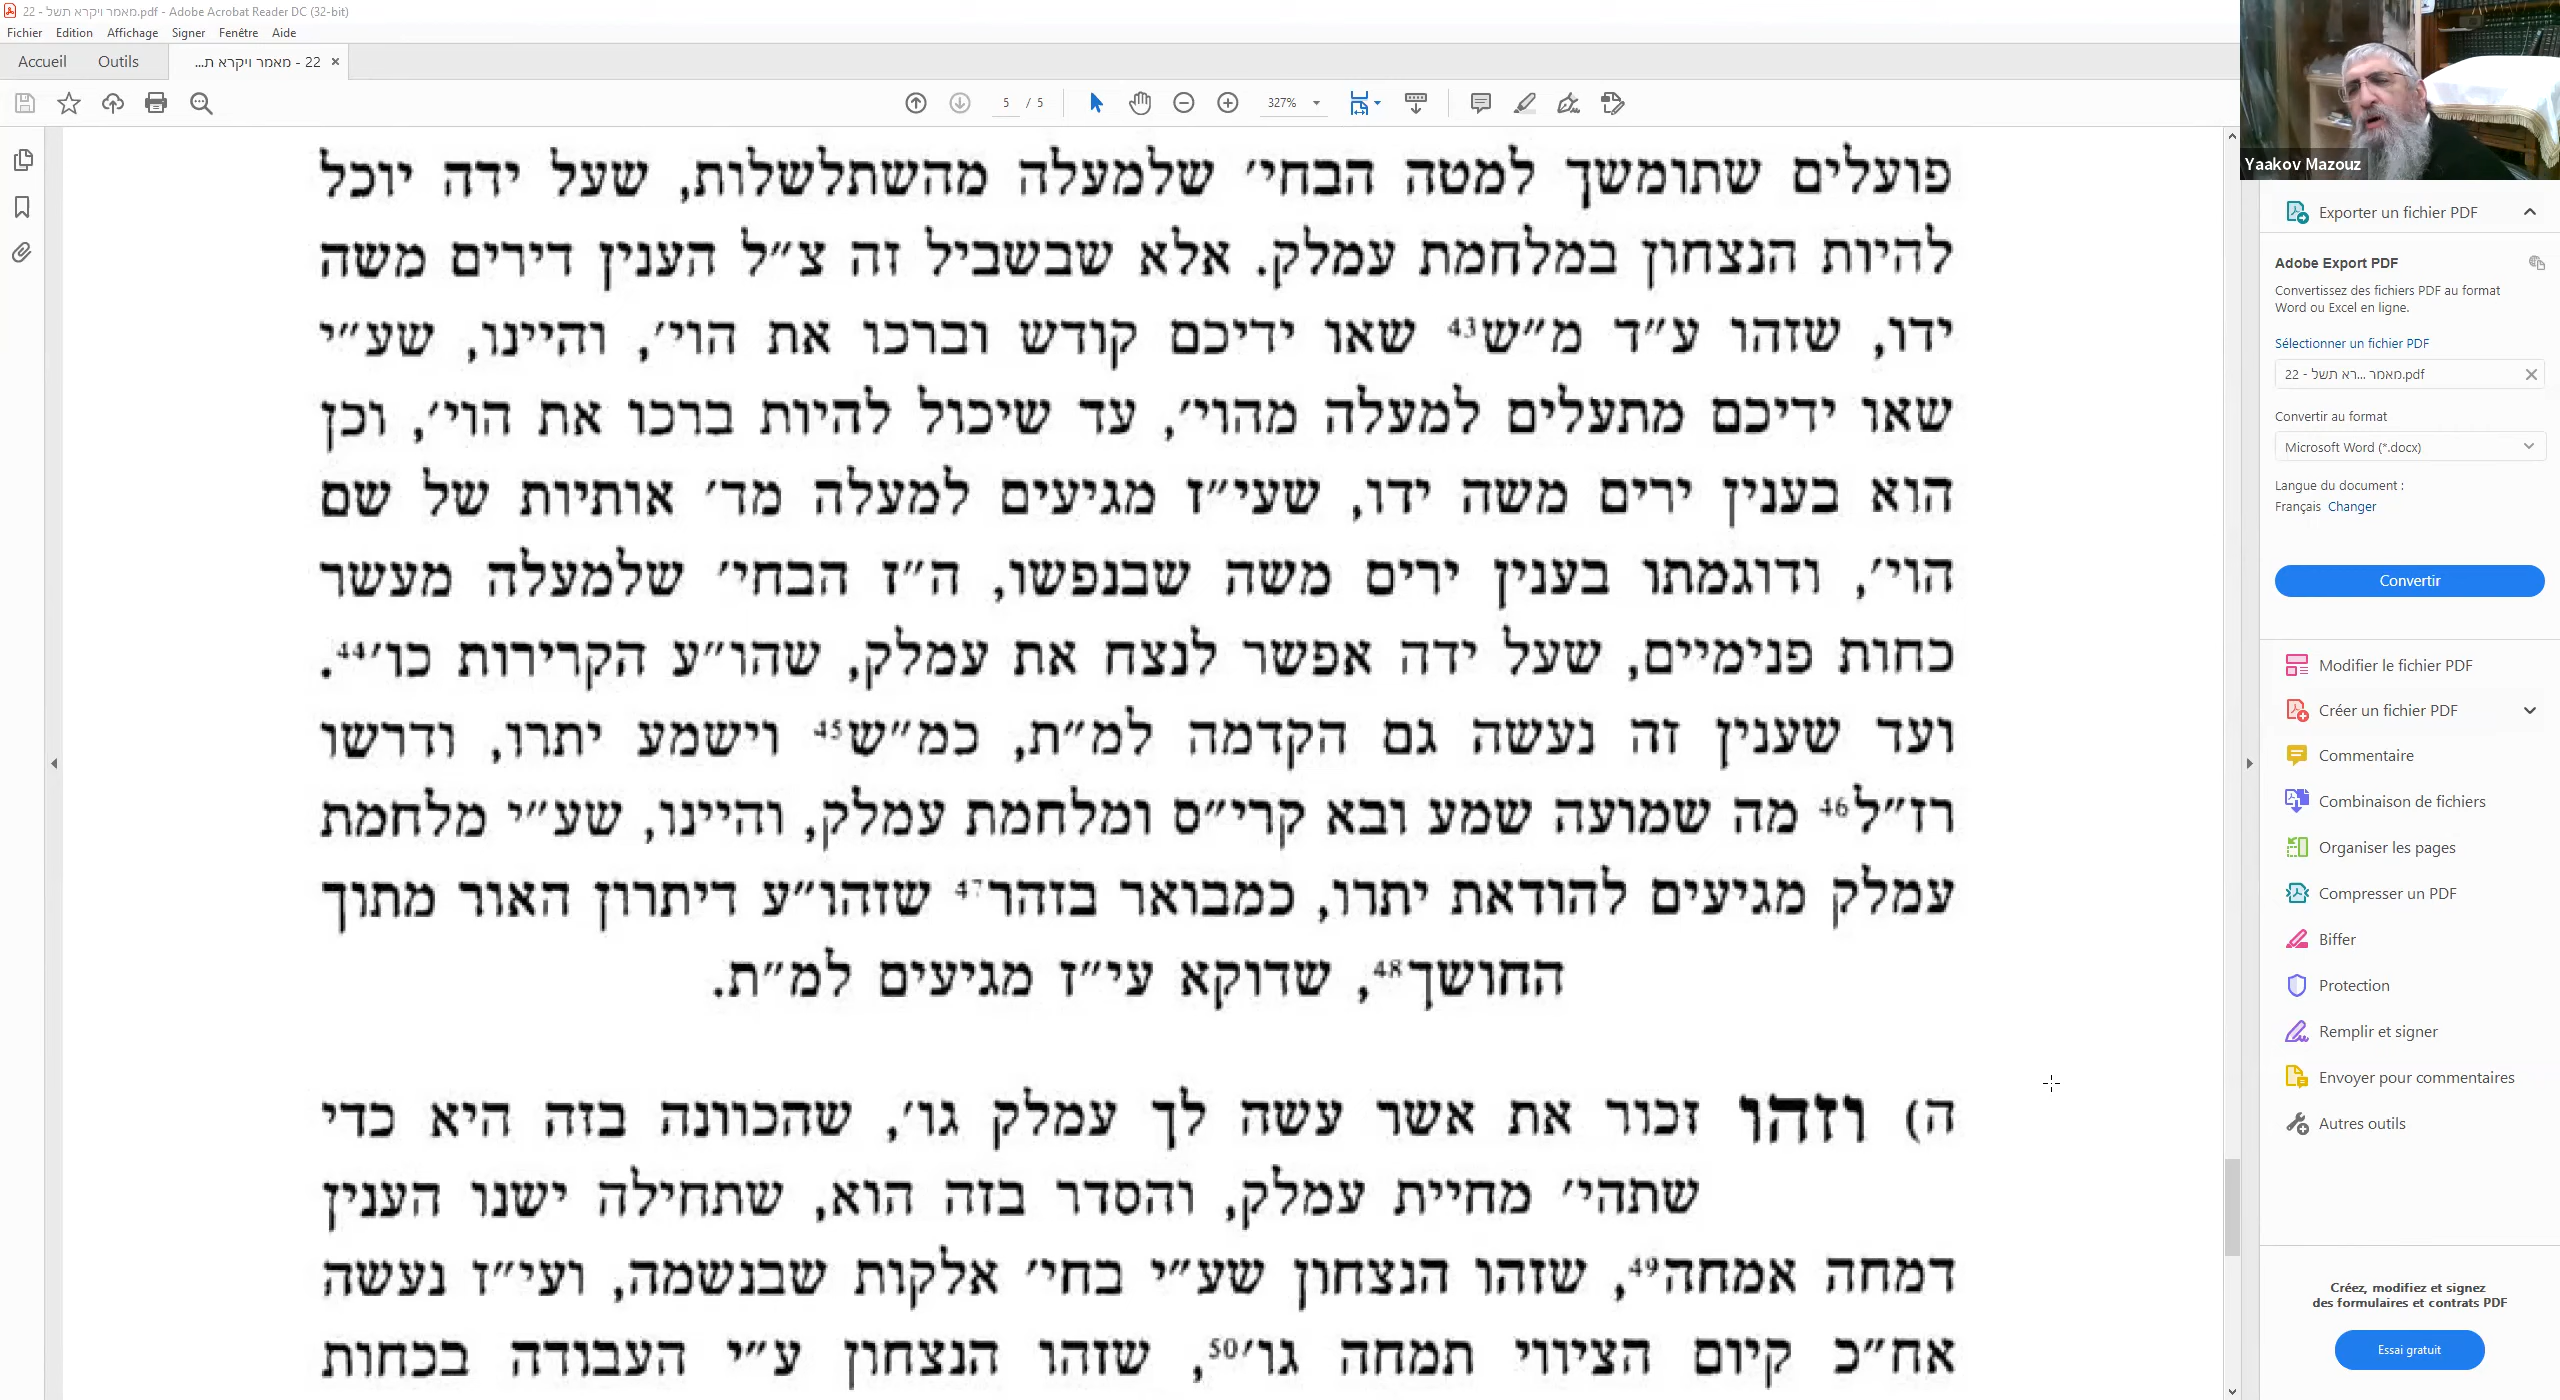 22 - מאמר ויקרא תשל.pdf - Adobe Acrobat Reader DC (32-bit)
Fichier Edition Affichage Signer Fenêtre Aide
Accueil Outils 22 - מאמר ויקרא ת... ×
5 / 5 327%
Yaakov Mazouz
פועלים שתומשך למטה הבחי׳ שלמעלה מהשתלשלות, שעל ידה יוכל
להיות הנצחון במלחמת עמלק. אלא שבשביל זה צ״ל הענין דירים משה
ידו, שזהו ע״ד מ״ש43 שאו ידיכם קודש וברכו את הוי׳, והיינו, שע״י
שאו ידיכם מתעלים למעלה מהוי׳, עד שיכול להיות ברכו את הוי׳, וכן
הוא בענין ירים משה ידו, שעי״ז מגיעים למעלה מד׳ אותיות של שם
הוי׳, ודוגמתו בענין ירים משה שבנפשו, ה״ז הבחי׳ שלמעלה מעשר
כחות פנימיים, שעל ידה אפשר לנצח את עמלק, שהו״ע הקרירות כו׳44.
ועד שענין זה נעשה גם הקדמה למ״ת, כמ״ש45 וישמע יתרו, ודרשו
רז״ל46 מה שמועה שמע ובא קרי״ס ומלחמת עמלק, והיינו, שע״י מלחמת
עמלק מגיעים להודאת יתרו, כמבואר בזהר47 שזהו״ע דיתרון האור מתוך
החושך48, שדוקא עי״ז מגיעים למ״ת.
ה) וזהו זכור את אשר עשה לך עמלק גו׳, שהכוונה בזה היא כדי
שתהי׳ מחיית עמלק, והסדר בזה הוא, שתחילה ישנו הענין
דמחה אמחה49, שזהו הנצחון שע״י בחי׳ אלקות שבנשמה, ועי״ז נעשה
אח״כ קיום הציווי תמחה גו׳50, שזהו הנצחון ע״י העבודה בכחות
Exporter un fichier PDF
Adobe Export PDF
Convertissez des fichiers PDF au format
Word ou Excel en ligne.
Sélectionner un fichier PDF
22 - מאמר ...רא תשל.pdf
Convertir au format
Microsoft Word (*.docx)
Langue du document :
Français Changer
Convertir
Modifier le fichier PDF
Créer un fichier PDF
Commentaire
Combinaison de fichiers
Organiser les pages
Compresser un PDF
Biffer
Protection
Remplir et signer
Envoyer pour commentaires
Autres outils
Créez, modifiez et signez
des formulaires et contrats PDF
Essai gratuit